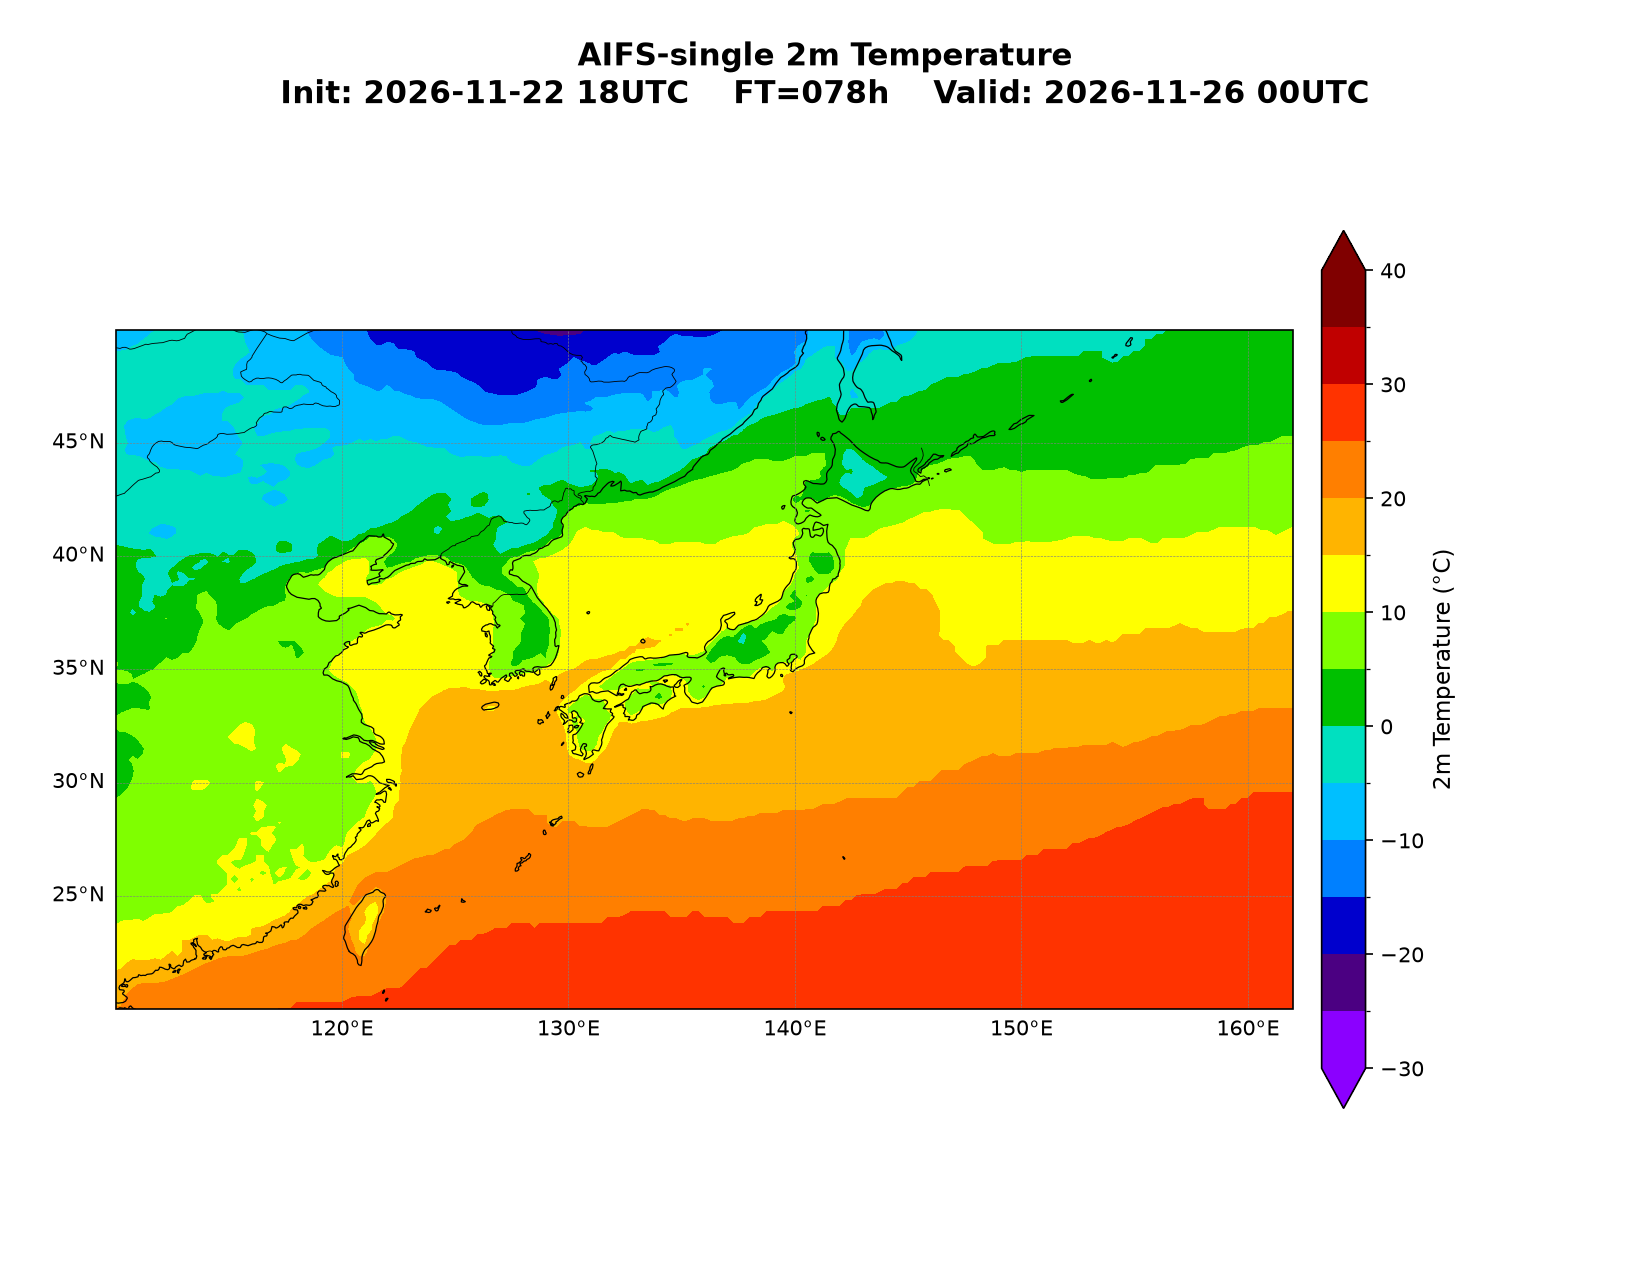 AIFS-single 2m Temperature
Init: 2026-11-22 18UTC    FT=078h    Valid: 2026-11-26 00UTC
45°N
40°N
35°N
30°N
25°N
120°E
130°E
140°E
150°E
160°E
40
30
20
10
0
−10
−20
−30
2m Temperature (°C)